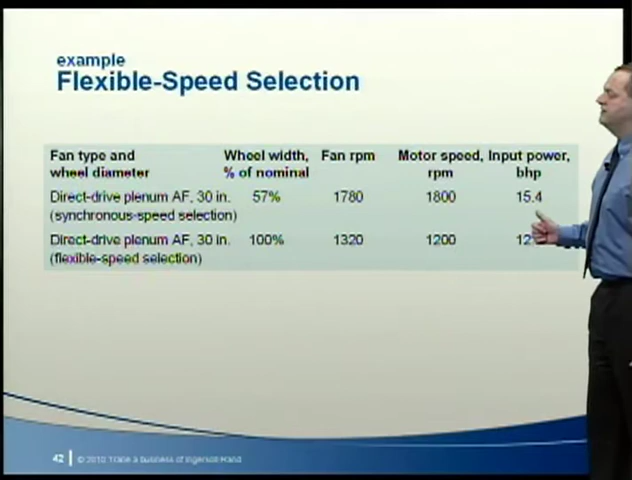 example
Flexible-Speed Selection
Fan type and Wheel width, Fan rpm Motor speed, Input power,
wheel diameter % of nominal rpm bhp
Direct-drive plenum AF, 30 in. 57% 1780 1800 15.4
(synchronous-speed selection)
Direct-drive plenum AF, 30 in. 100% 1320 1200
(flexible-speed selection)
42 © 2010 Trane a business of Ingersoll-Rand